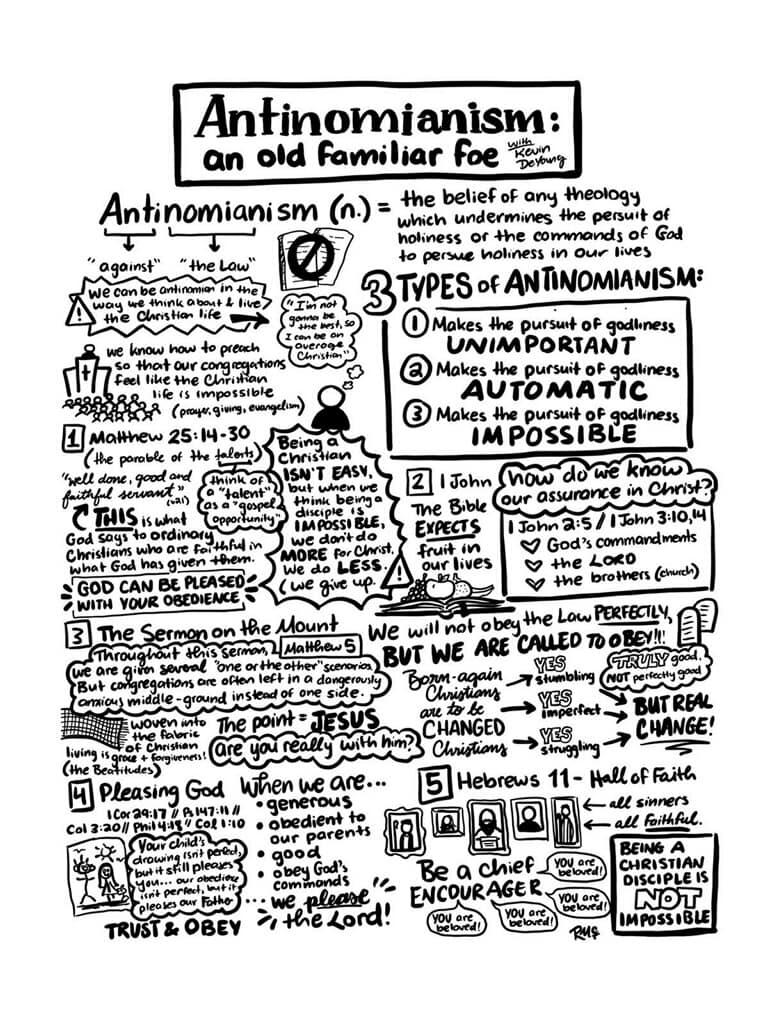 Antinomianism:
an old familiar foe
with
Kevin
DeYoung
Antinomianism (n.) =
the belief of any theology
which undermines the persuit of
holiness or the commands of God
to persue holiness in our lives
"against" "the Law"
We can be antinomian in the
way we think about & live
the Christian life
"I'm not
gonna be
the best, so
I can be an
average
Christian"
3 TYPES of ANTINOMIANISM:
1 Makes the pursuit of godliness
UNIMPORTANT
2 Makes the pursuit of godliness
AUTOMATIC
3 Makes the pursuit of godliness
IMPOSSIBLE
we know how to preach
so that our congregations
feel like the Christian
life is impossible
(prayer, giving, evangelism)
1 Matthew 25:14-30
(the parable of the talents)
"well done, good and
faithful servant" (v.21)
THIS is what
God says to ordinary
Christians who are faithful in
what God has given them.
think of
a "talent"
as a "gospel
opportunity"
GOD CAN BE PLEASED
WITH YOUR OBEDIENCE
Being a
Christian
ISN'T EASY,
but when we
think being a
disciple is
IMPOSSIBLE,
we don't do
MORE for Christ,
we do LESS.
(we give up.)
2 1 John
The Bible
EXPECTS
fruit in
our lives
how do we know
our assurance in Christ?
1 John 2:5 / 1 John 3:10,14
God's commandments
the LORD
the brothers (church)
3 The Sermon on the Mount
Matthew 5
Throughout this sermon,
we are given several "one or the other" scenarios.
But congregations are often left in a dangerously
anxious middle-ground instead of one side.
woven into
the fabric
of Christian
living is grace + forgiveness!
(the Beatitudes)
The point = JESUS
(are you really with him?)
We will not obey the Law PERFECTLY,
BUT WE ARE CALLED TO OBEY!!!
Born-again
Christians
are to be
CHANGED
Christians
YES
stumbling
YES
imperfect
YES
struggling
TRULY good,
NOT perfectly good
BUT REAL
CHANGE!
4 Pleasing God
Col 3:20 // Phil 4:18 // Col 1:10
Your child's
drawing isn't perfect,
but it still pleases
you... our obedience
isn't perfect, but it
pleases our Father
TRUST & OBEY
When we are...
• generous
• obedient to
our parents
• good
• obey God's
commands
... we please
the Lord!
5 Hebrews 11 - Hall of Faith
all sinners
all Faithful.
Be a chief
ENCOURAGER
YOU are
beloved!
YOU are
beloved!
YOU are
beloved!
YOU are
beloved!
BEING A
CHRISTIAN
DISCIPLE IS
NOT
IMPOSSIBLE